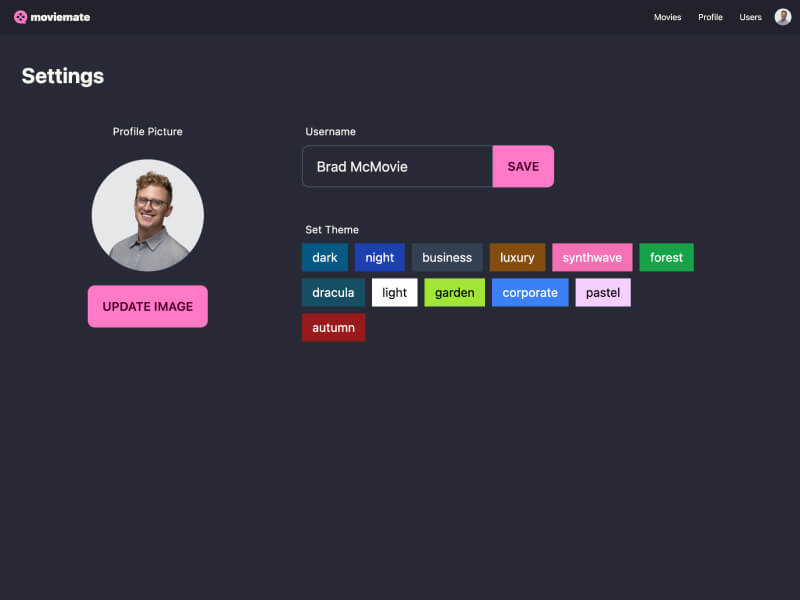 moviemate
Movies Profile Users
Settings
Profile Picture
UPDATE IMAGE
Username
Brad McMovie SAVE
Set Theme
dark night business luxury synthwave forest
dracula light garden corporate pastel
autumn